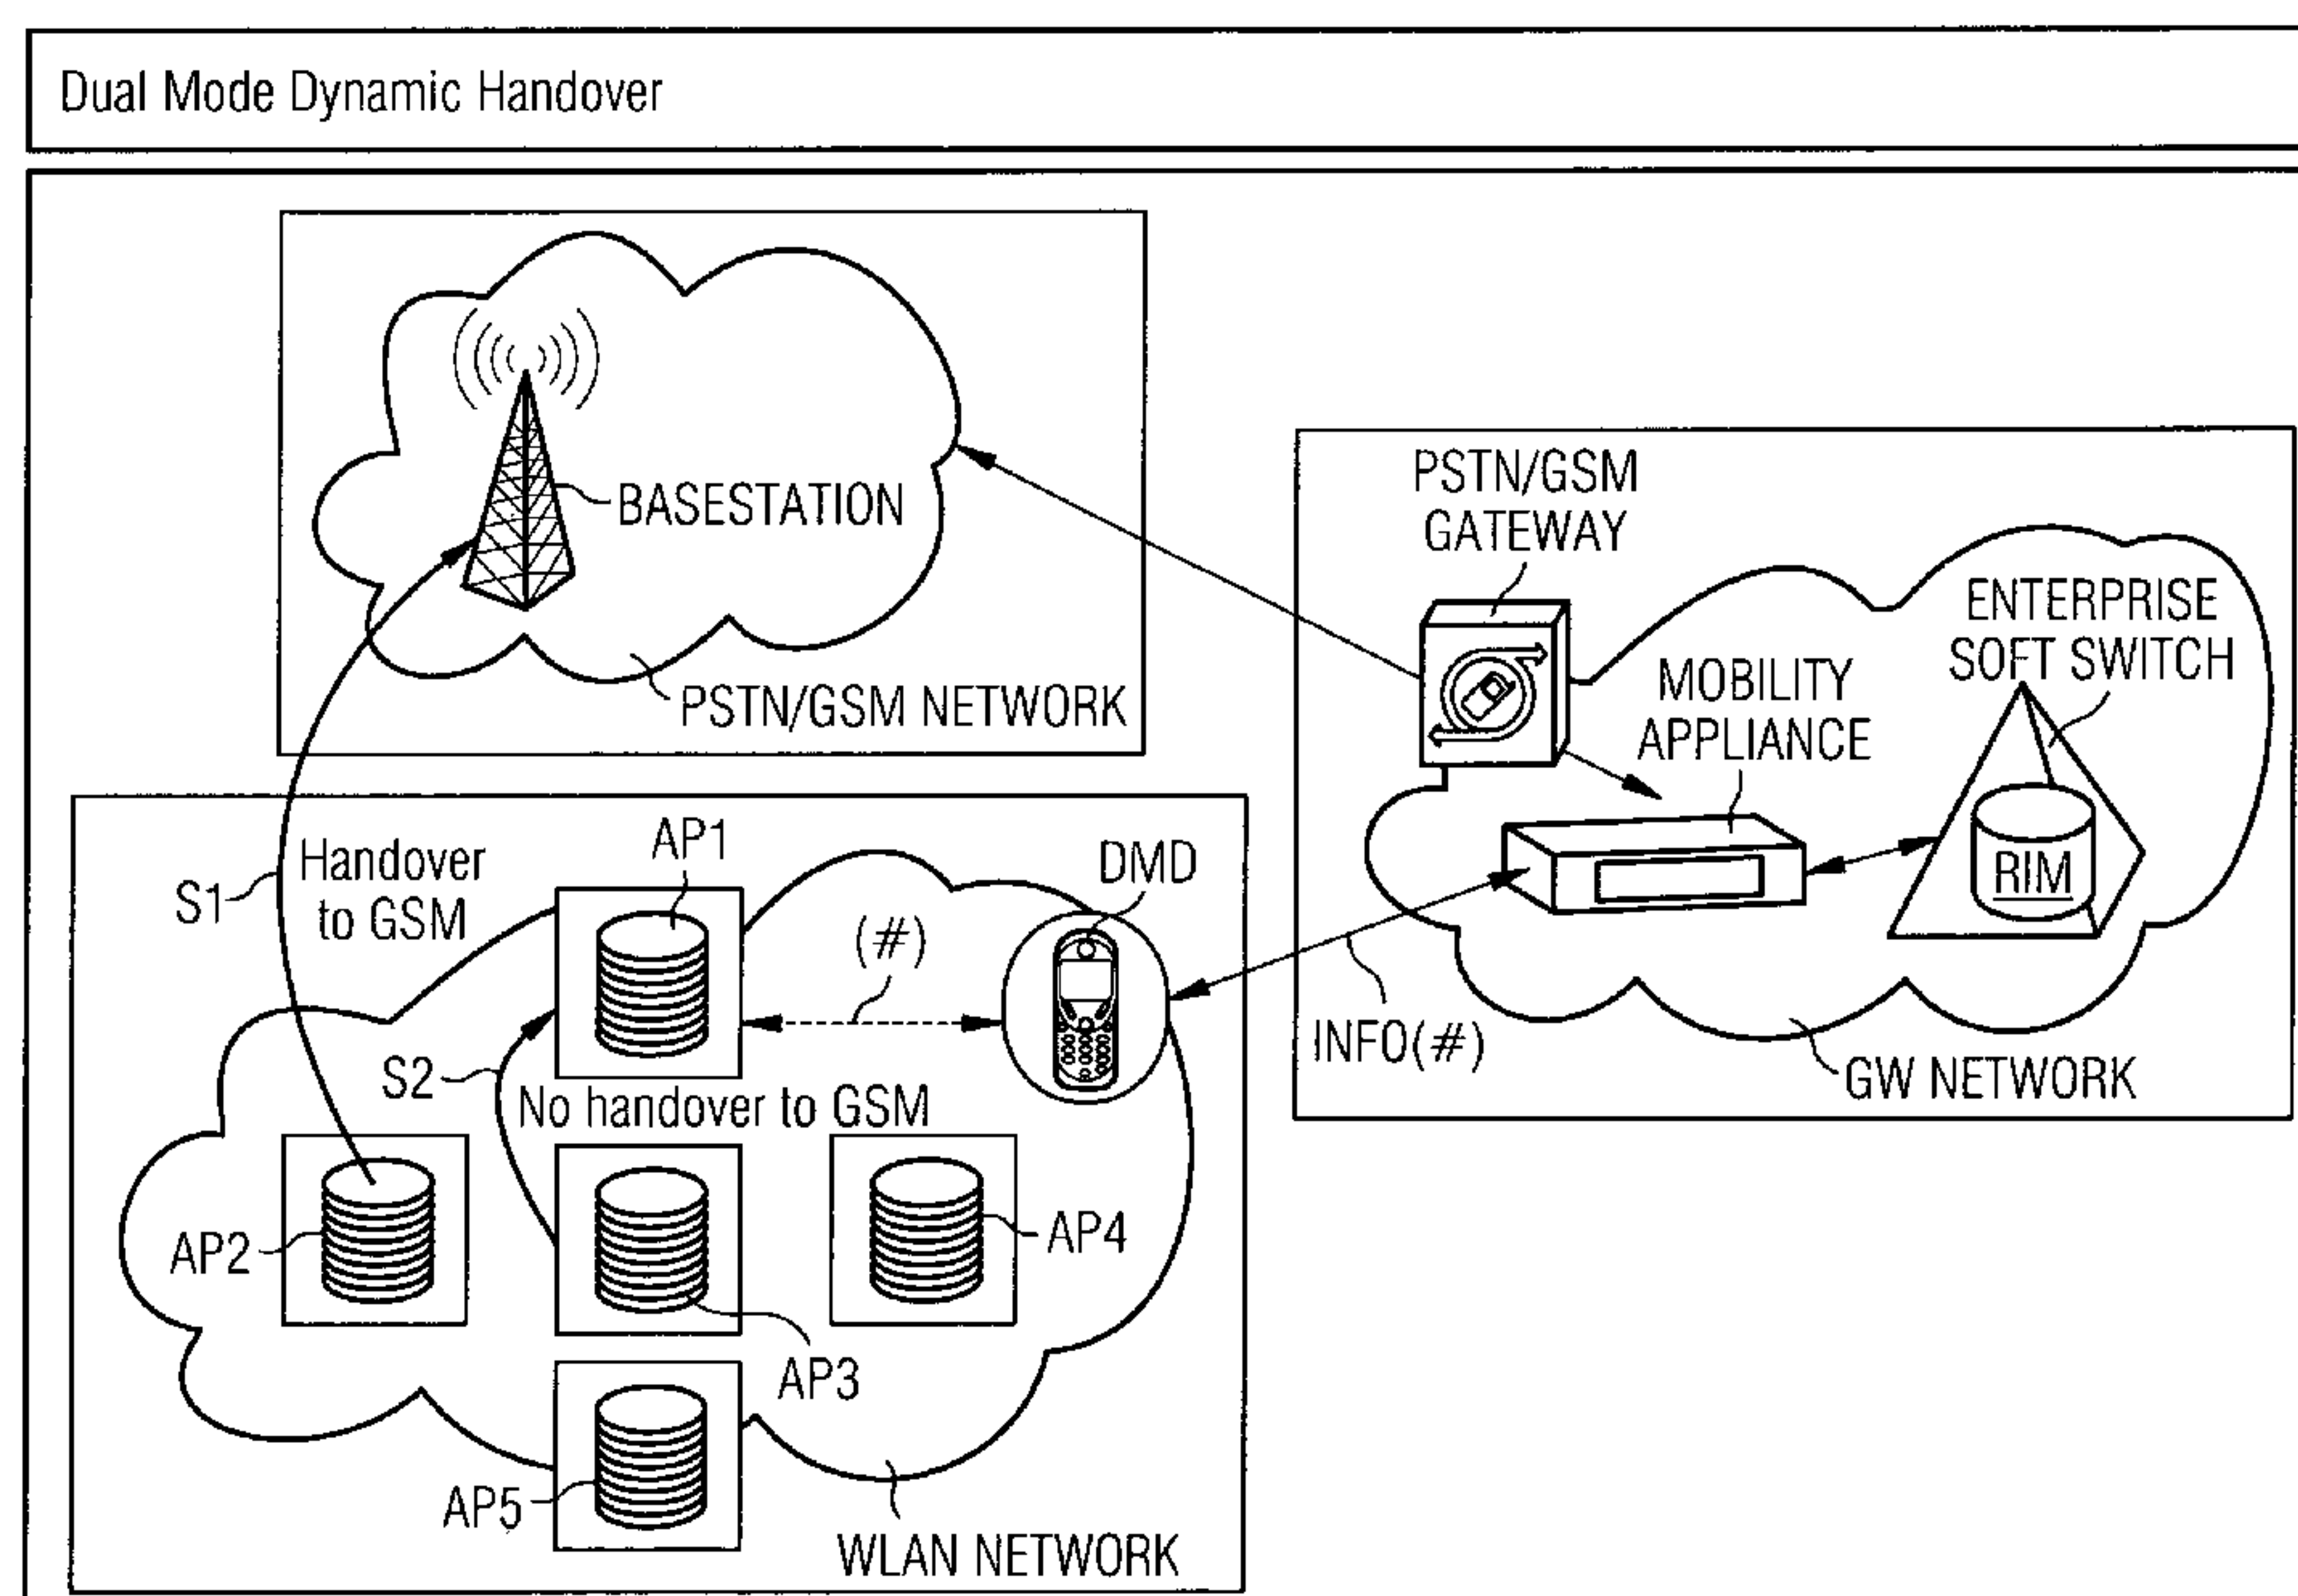 Dual Mode Dynamic Handover
BASESTATION
PSTN/GSM NETWORK
PSTN/GSM
GATEWAY
ENTERPRISE
SOFT SWITCH
MOBILITY
APPLIANCE
RIM
INFO(#)
GW NETWORK
S1
Handover
to GSM
AP1
DMD
(#)
S2
No handover to GSM
AP2
AP4
AP3
AP5
WLAN NETWORK